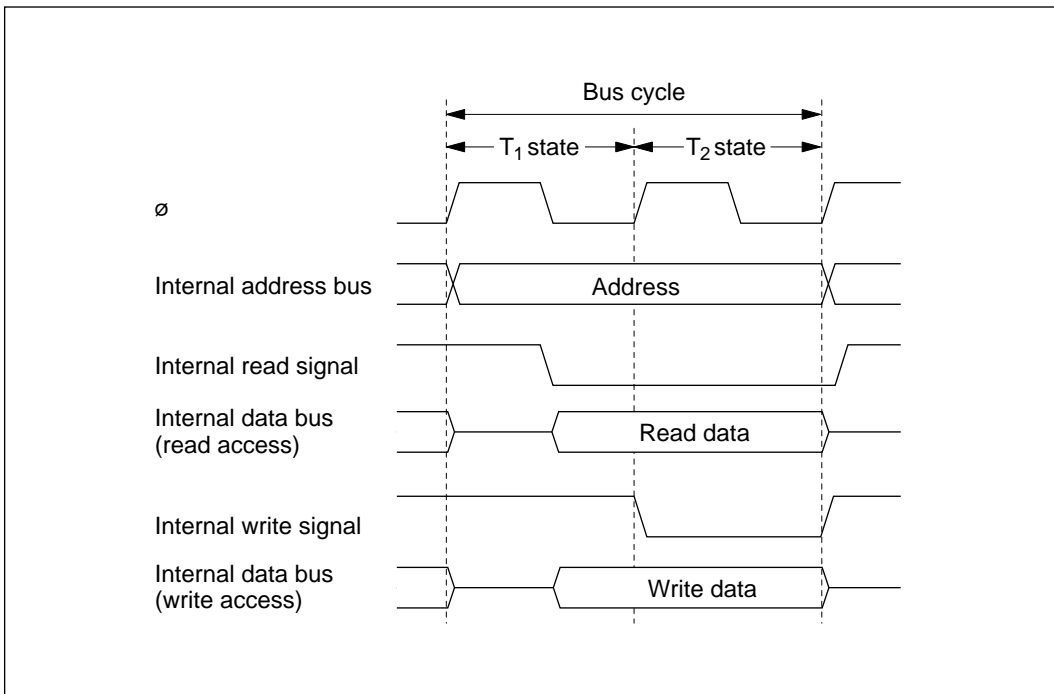 Bus cycle
T1 state
T2 state
ø
Internal address bus
Address
Internal read signal
Internal data bus
(read access)
Read data
Internal write signal
Internal data bus
(write access)
Write data